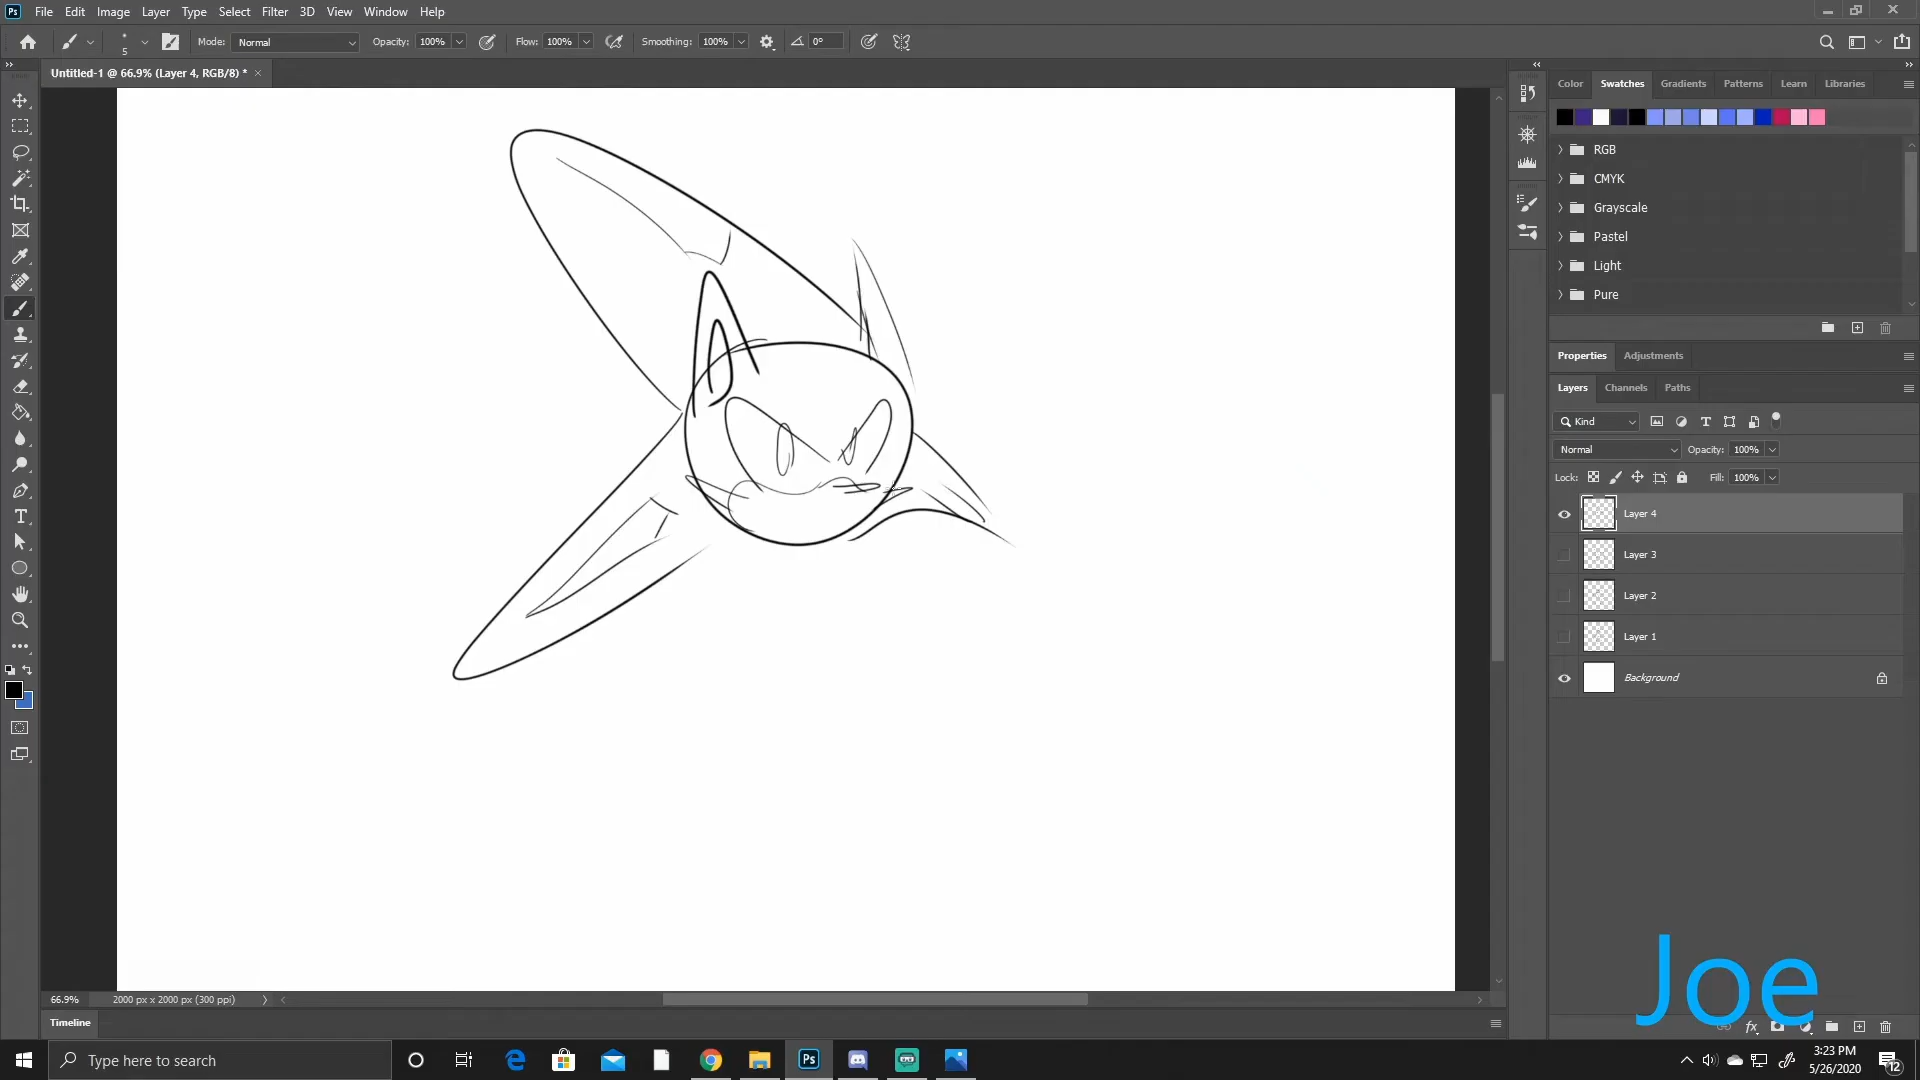 Ps File Edit Image Layer Type Select Filter 3D View Window Help
5 Mode: Normal Opacity: 100% Flow: 100% Smoothing: 100% 0°
Untitled-1 @ 66.9% (Layer 4, RGB/8) *
Color Swatches Gradients Patterns Learn Libraries
RGB
CMYK
Grayscale
Pastel
Light
Pure
Properties Adjustments
Layers Channels Paths
Kind
Normal Opacity: 100%
Lock: Fill: 100%
Layer 4
Layer 3
Layer 2
Layer 1
Background
Joe
66.9% 2000 px x 2000 px (300 ppi)
Timeline
Type here to search
Ps
3:23 PM
5/26/2020
12